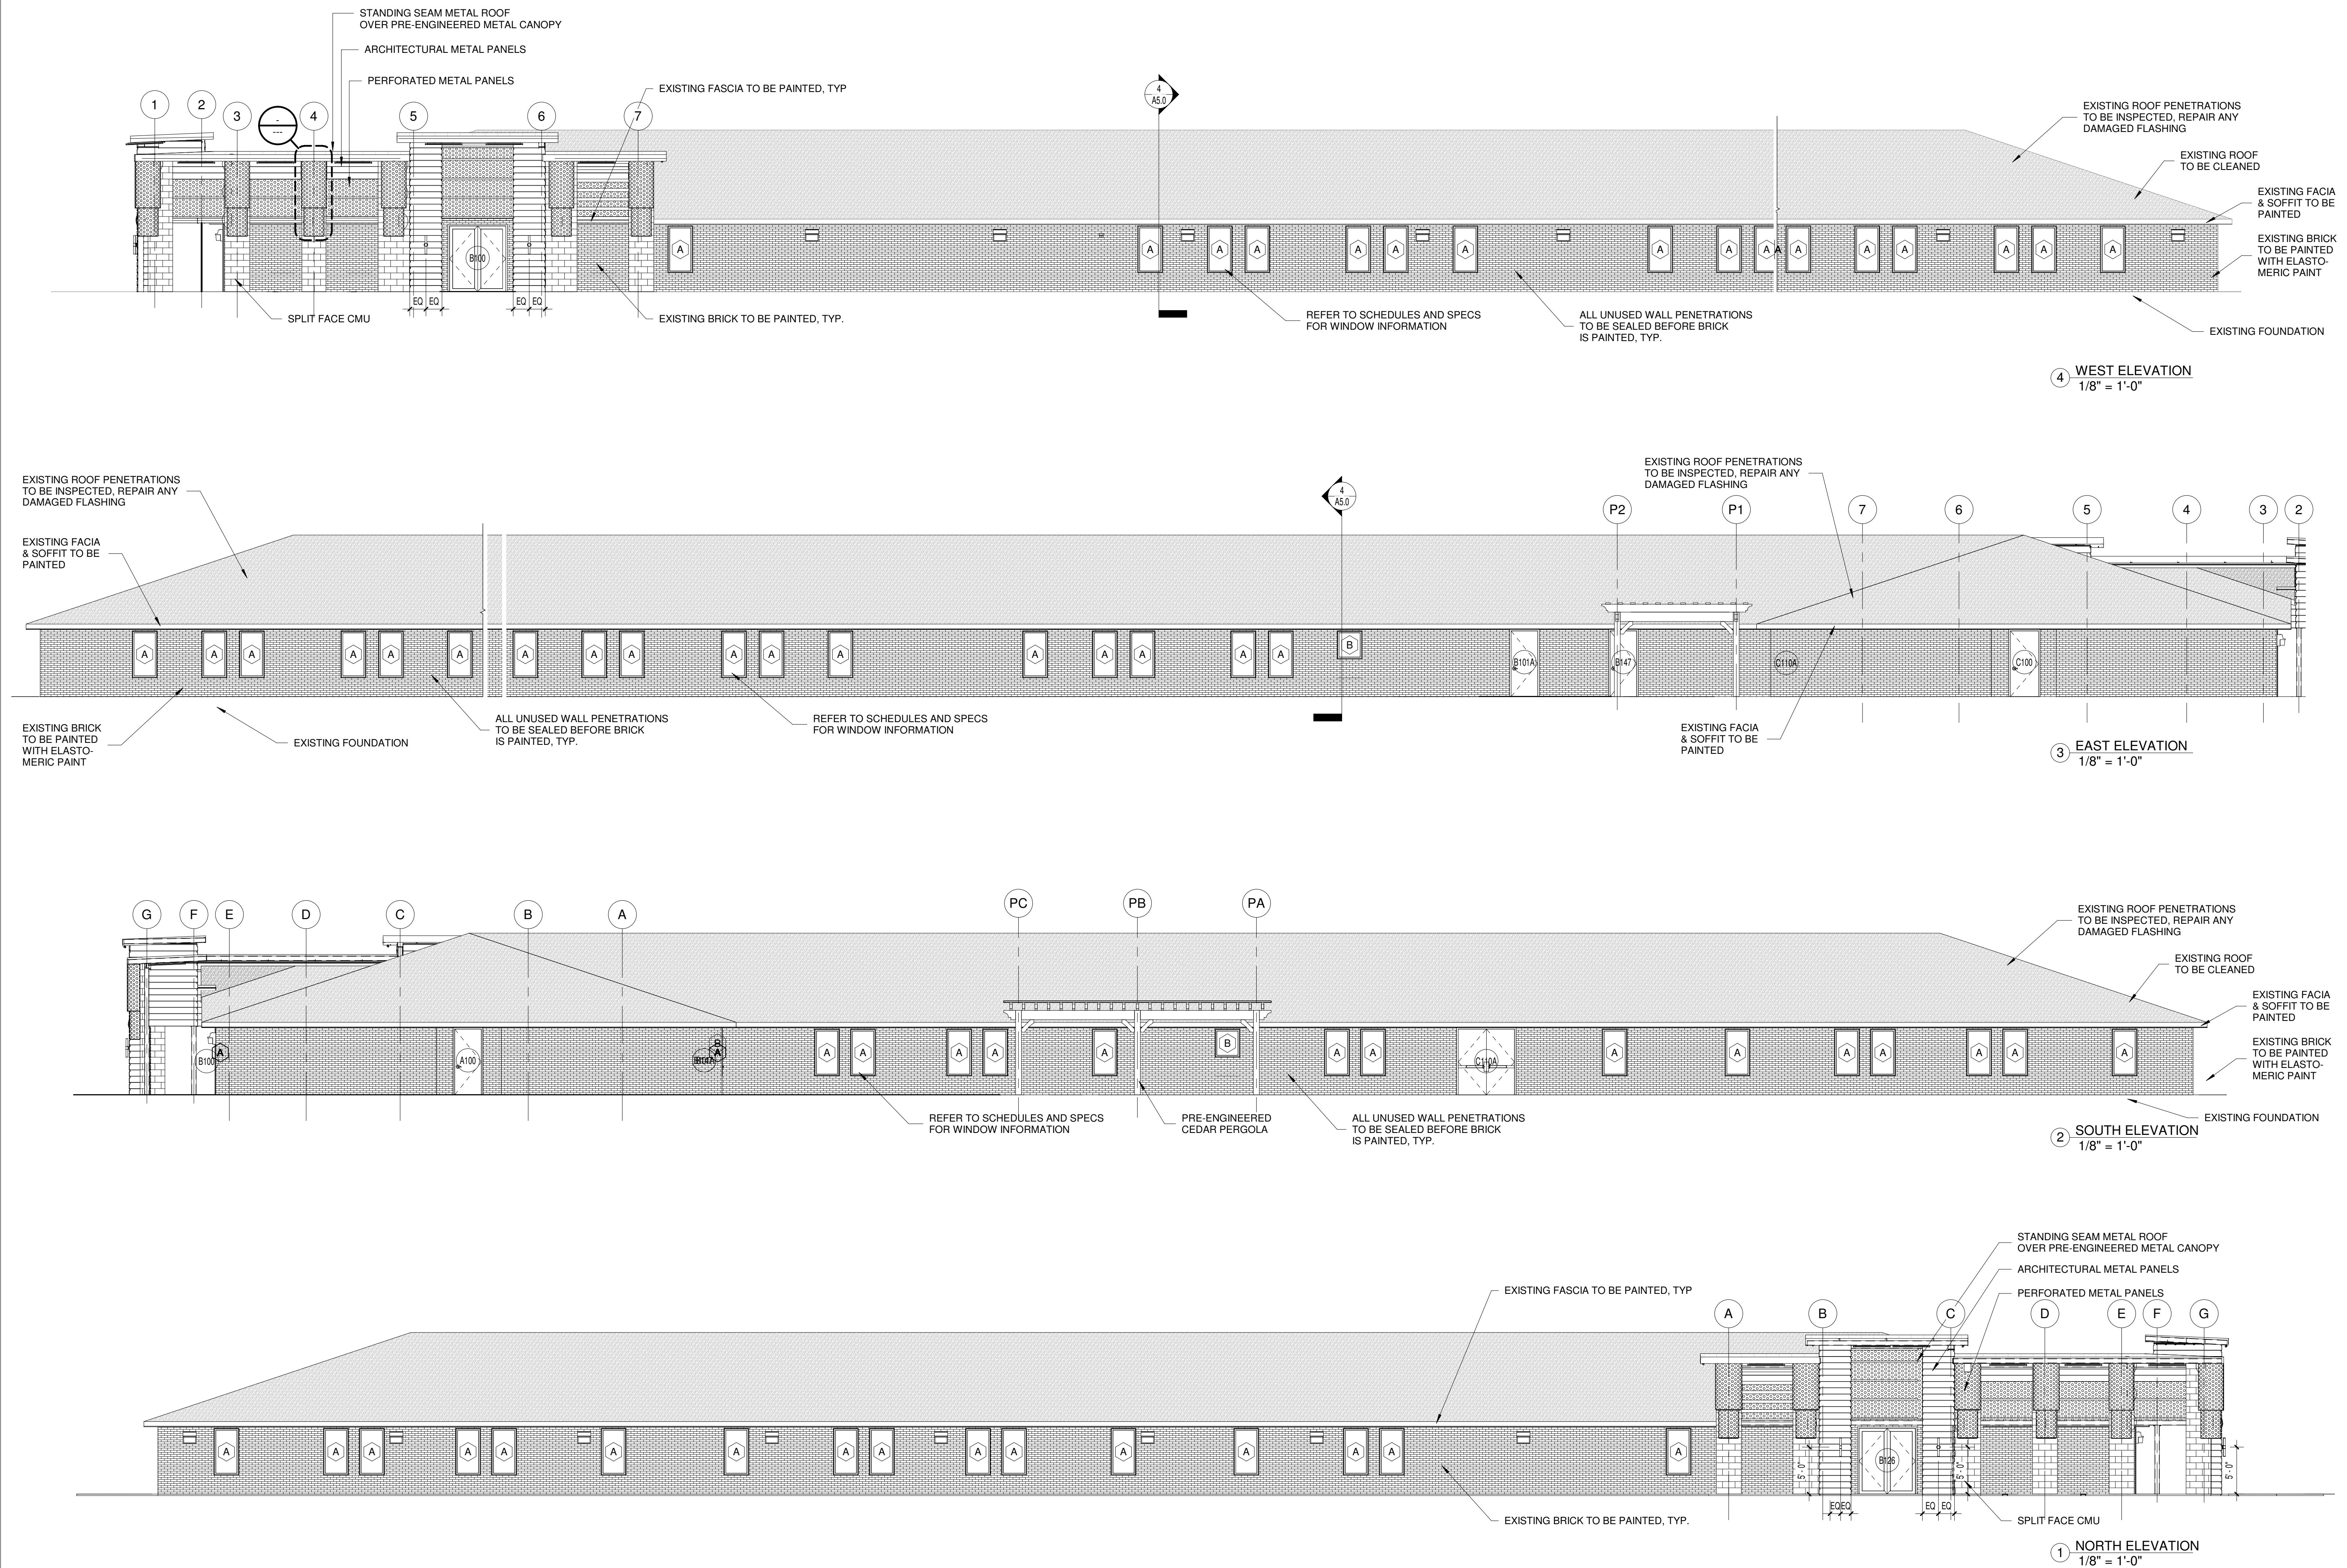 STANDING SEAM METAL ROOF
OVER PRE-ENGINEERED METAL CANOPY
ARCHITECTURAL METAL PANELS
PERFORATED METAL PANELS
EXISTING FASCIA TO BE PAINTED, TYP
1
2
3
-
---
4
5
6
7
4
A5.0
EXISTING ROOF PENETRATIONS
TO BE INSPECTED, REPAIR ANY
DAMAGED FLASHING
EXISTING ROOF
TO BE CLEANED
EXISTING FACIA
& SOFFIT TO BE
PAINTED
EXISTING BRICK
TO BE PAINTED
WITH ELASTO-
MERIC PAINT
B100
A A A A A A A A A A A A A A A A A A A
EQ EQ EQ EQ
SPLIT FACE CMU
EXISTING BRICK TO BE PAINTED, TYP.
REFER TO SCHEDULES AND SPECS
FOR WINDOW INFORMATION
ALL UNUSED WALL PENETRATIONS
TO BE SEALED BEFORE BRICK
IS PAINTED, TYP.
EXISTING FOUNDATION
4 WEST ELEVATION
1/8" = 1'-0"
EXISTING ROOF PENETRATIONS
TO BE INSPECTED, REPAIR ANY
DAMAGED FLASHING
EXISTING FACIA
& SOFFIT TO BE
PAINTED
4
A5.0
EXISTING ROOF PENETRATIONS
TO BE INSPECTED, REPAIR ANY
DAMAGED FLASHING
P2
P1
7
6
5
4
3
2
A A A A A A A A A A A A A A A A A B
B101A
B147
C110A
C100
EXISTING BRICK
TO BE PAINTED
WITH ELASTO-
MERIC PAINT
EXISTING FOUNDATION
ALL UNUSED WALL PENETRATIONS
TO BE SEALED BEFORE BRICK
IS PAINTED, TYP.
REFER TO SCHEDULES AND SPECS
FOR WINDOW INFORMATION
EXISTING FACIA
& SOFFIT TO BE
PAINTED
3 EAST ELEVATION
1/8" = 1'-0"
G
F
E
D
C
B
A
PC
PB
PA
EXISTING ROOF PENETRATIONS
TO BE INSPECTED, REPAIR ANY
DAMAGED FLASHING
EXISTING ROOF
TO BE CLEANED
EXISTING FACIA
& SOFFIT TO BE
PAINTED
EXISTING BRICK
TO BE PAINTED
WITH ELASTO-
MERIC PAINT
B100
A
A100
B
A
A A A A A B A A
C110A
A A A A A A A
REFER TO SCHEDULES AND SPECS
FOR WINDOW INFORMATION
PRE-ENGINEERED
CEDAR PERGOLA
ALL UNUSED WALL PENETRATIONS
TO BE SEALED BEFORE BRICK
IS PAINTED, TYP.
EXISTING FOUNDATION
2 SOUTH ELEVATION
1/8" = 1'-0"
STANDING SEAM METAL ROOF
OVER PRE-ENGINEERED METAL CANOPY
ARCHITECTURAL METAL PANELS
PERFORATED METAL PANELS
EXISTING FASCIA TO BE PAINTED, TYP
A
B
C
D
E
F
G
A A A A A A A A A A A A A A A A
B126
5' - 0"
5' - 0"
5' - 0"
EQ EQ EQ EQ
EXISTING BRICK TO BE PAINTED, TYP.
SPLIT FACE CMU
1 NORTH ELEVATION
1/8" = 1'-0"